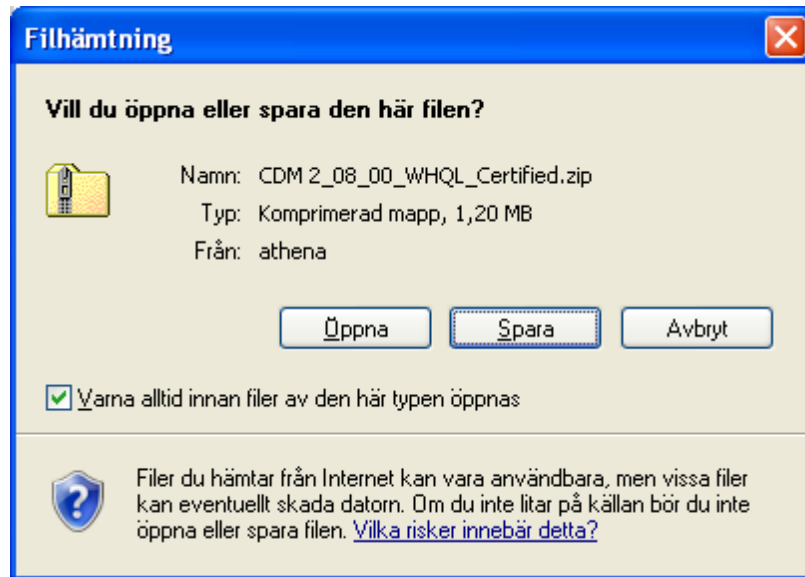 Filhämtning
Vill du öppna eller spara den här filen?
Namn: CDM 2_08_00_WHQL_Certified.zip
Typ: Komprimerad mapp, 1,20 MB
Från: athena
Öppna Spara Avbryt
Varna alltid innan filer av den här typen öppnas
Filer du hämtar från Internet kan vara användbara, men vissa filer
kan eventuellt skada datorn. Om du inte litar på källan bör du inte
öppna eller spara filen. Vilka risker innebär detta?